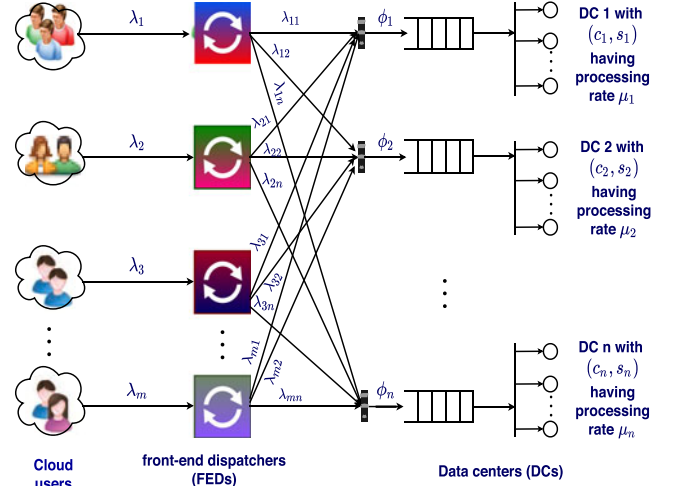 λ₁
λ₁₁
λ₁₂
λ₁ₙ
ϕ₁
DC 1 with
(c₁, s₁)
having
processing
rate μ₁
λ₂
λ₂₁
λ₂₂
λ₂ₙ
ϕ₂
DC 2 with
(c₂, s₂)
having
processing
rate μ₂
λ₃
λ₃₁
λ₃₂
λ₃ₙ
λₘ
λₘ₁
λₘ₂
λₘₙ
ϕₙ
DC n with
(cₙ, sₙ)
having
processing
rate μₙ
Cloud
users
front-end dispatchers
(FEDs)
Data centers (DCs)